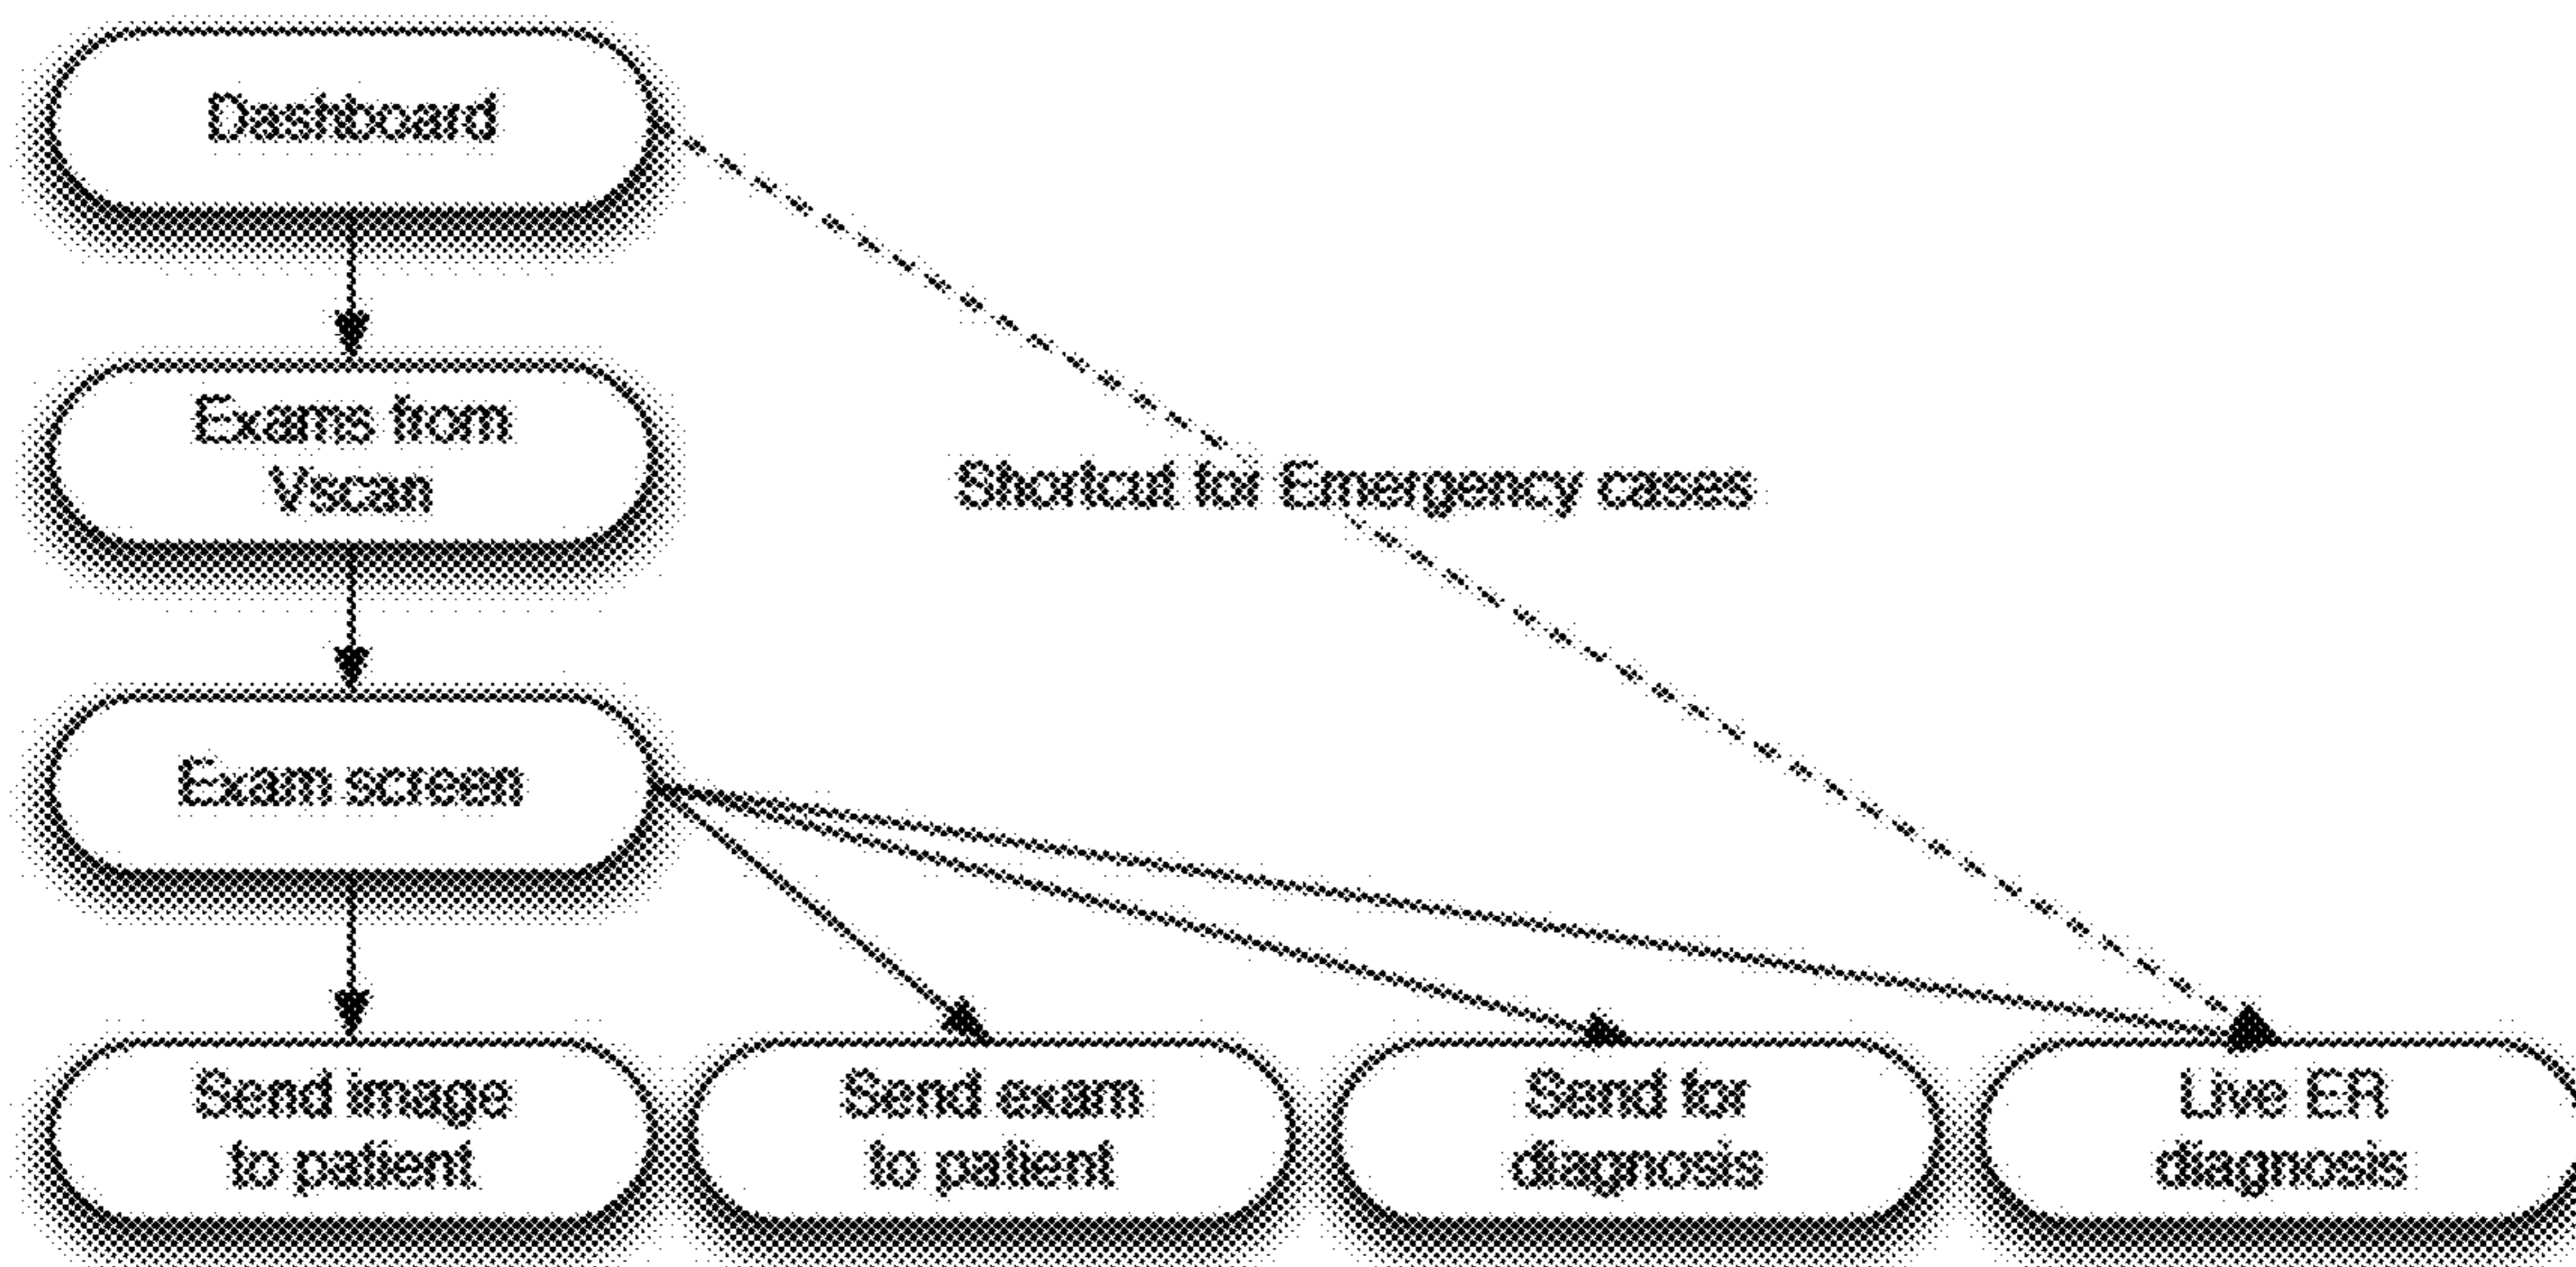 Dashboard
Exams from
Vscan
Shortcut for Emergency cases
Exam screen
Send image
to patient
Send exam
to patient
Send for
diagnosis
Live ER
diagnosis